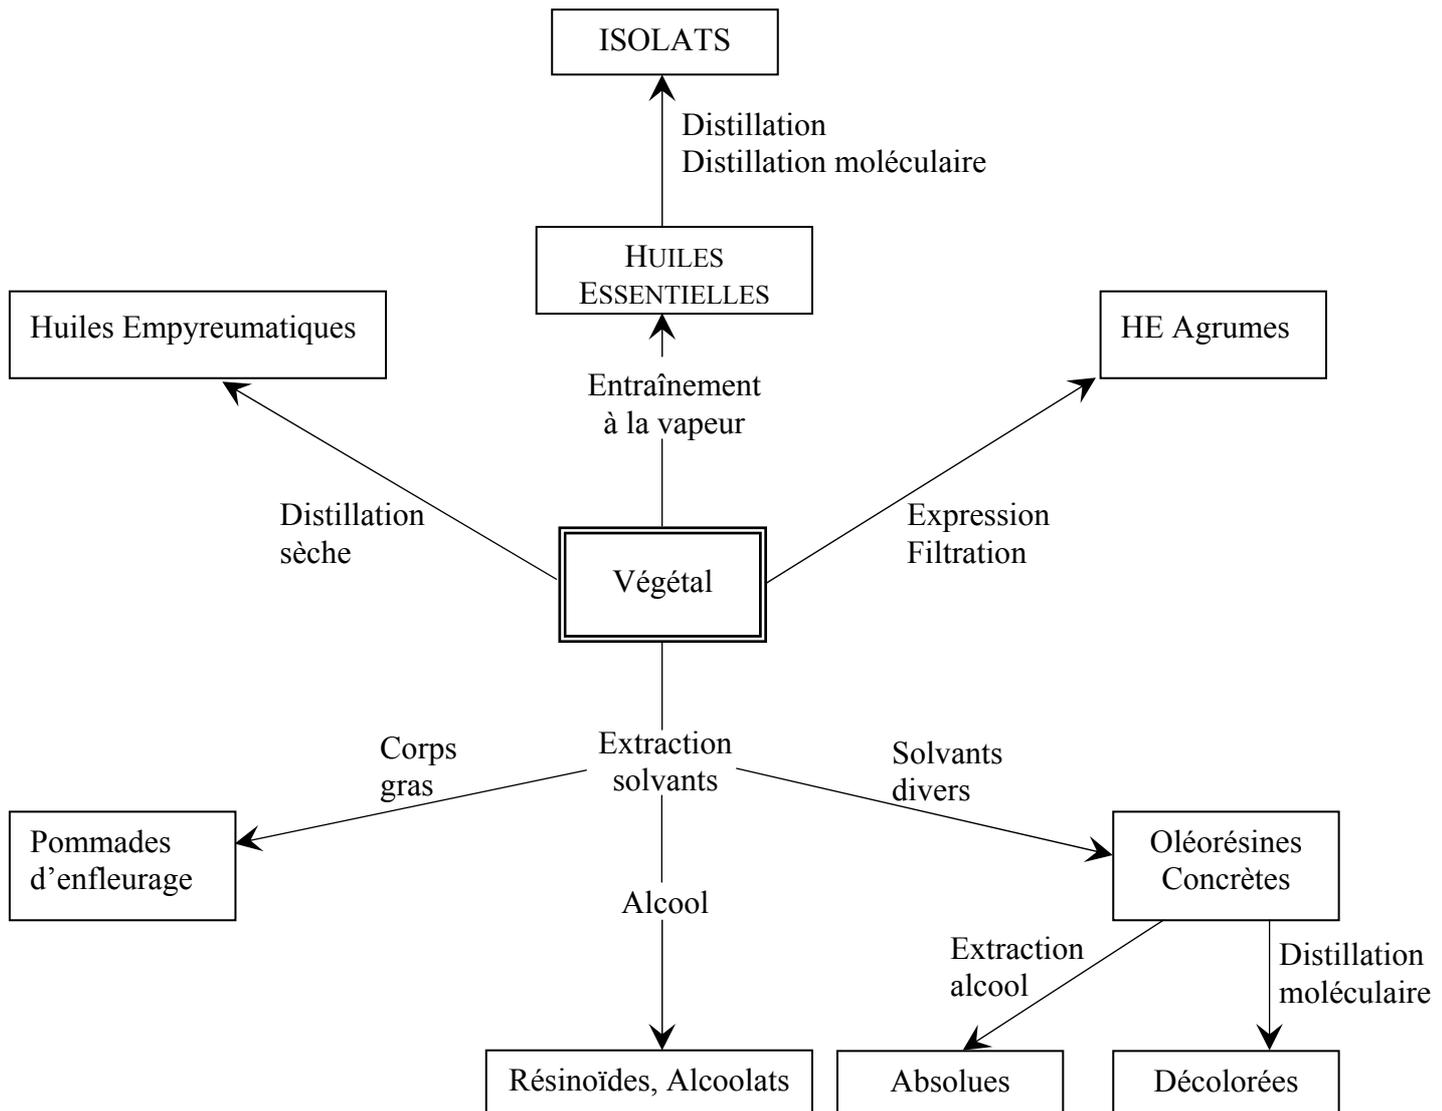 ISOLATS
Distillation
Distillation moléculaire
HUILES
ESSENTIELLES
Huiles Empyreumatiques
HE Agrumes
Entraînement
à la vapeur
Distillation
sèche
Expression
Filtration
Végétal
Corps
gras
Extraction
solvants
Solvants
divers
Pommades
d’enfleurage
Oléorésines
Concrètes
Alcool
Extraction
alcool
Distillation
moléculaire
Résinoïdes, Alcoolats
Absolues
Décolorées